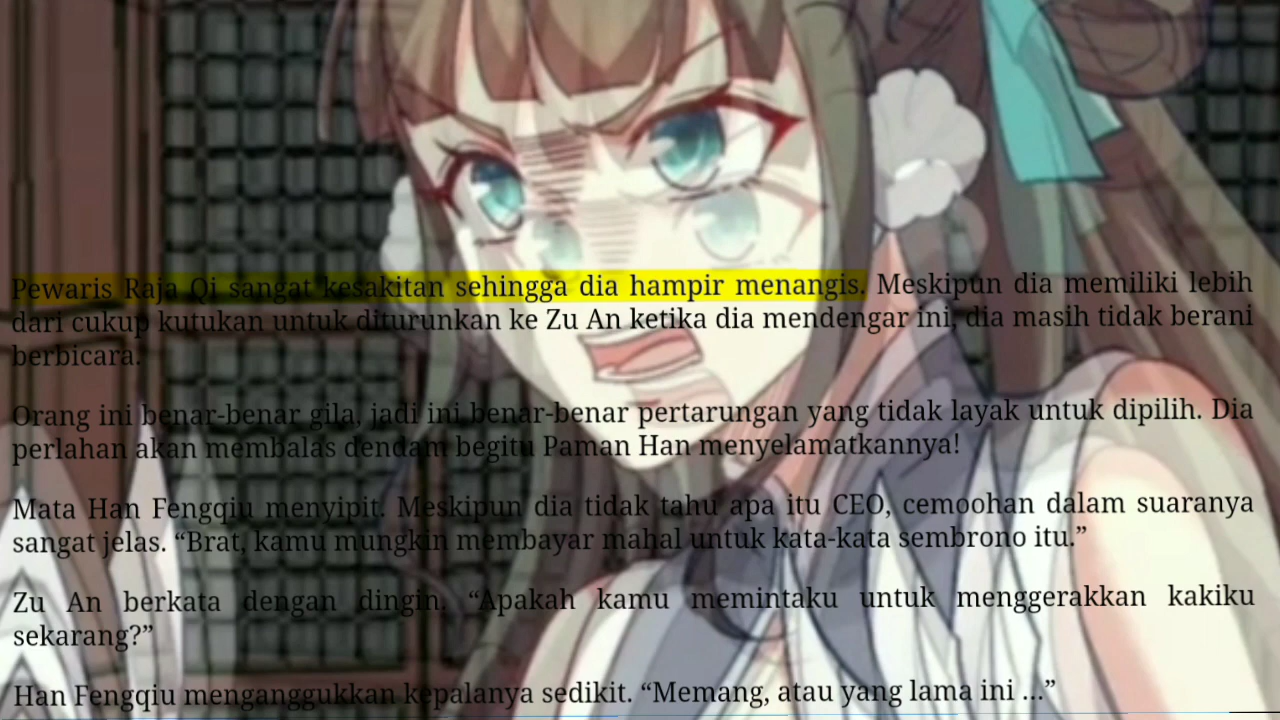 Pewaris Raja Qi sangat kesakitan sehingga dia hampir menangis. Meskipun dia memiliki lebih
dari cukup kutukan untuk diturunkan ke Zu An ketika dia mendengar ini, dia masih tidak berani
berbicara.
Orang ini benar-benar gila, jadi ini benar-benar pertarungan yang tidak layak untuk dipilih. Dia
perlahan akan membalas dendam begitu Paman Han menyelamatkannya!
Mata Han Fengqiu menyipit. Meskipun dia tidak tahu apa itu CEO, cemoohan dalam suaranya
sangat jelas. “Brat, kamu mungkin membayar mahal untuk kata-kata sembrono itu.”
Zu An berkata dengan dingin. “Apakah kamu memintaku untuk menggerakkan kakiku
sekarang?”
Han Fengqiu menganggukkan kepalanya sedikit. “Memang, atau yang lama ini ...”